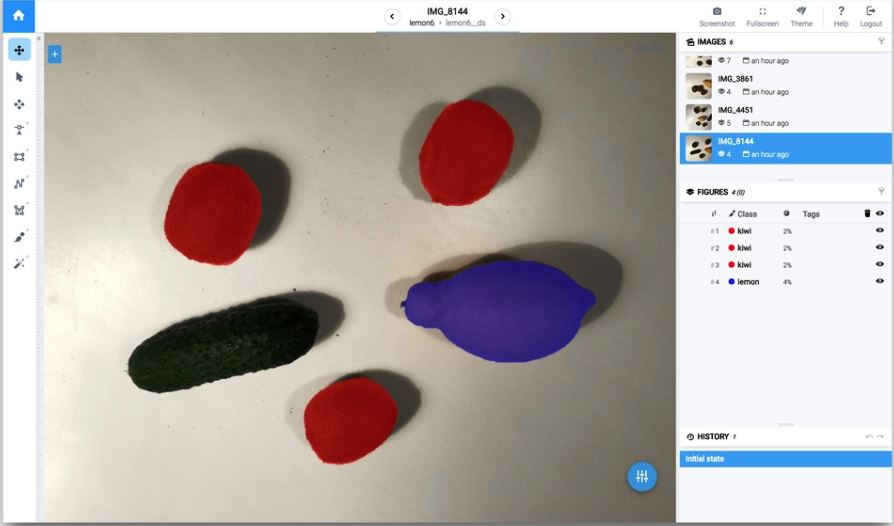 IMG_8144
lemon6 › lemon6__ds
Screenshot
Fullscreen
Theme
Help
Logout
IMAGES 6
7 an hour ago
IMG_3861
4 an hour ago
IMG_4451
5 an hour ago
IMG_8144
4 an hour ago
FIGURES 4(0)
Class Tags
#1 kiwi 2%
#2 kiwi 2%
#3 kiwi 2%
#4 lemon 4%
HISTORY 1
Initial state